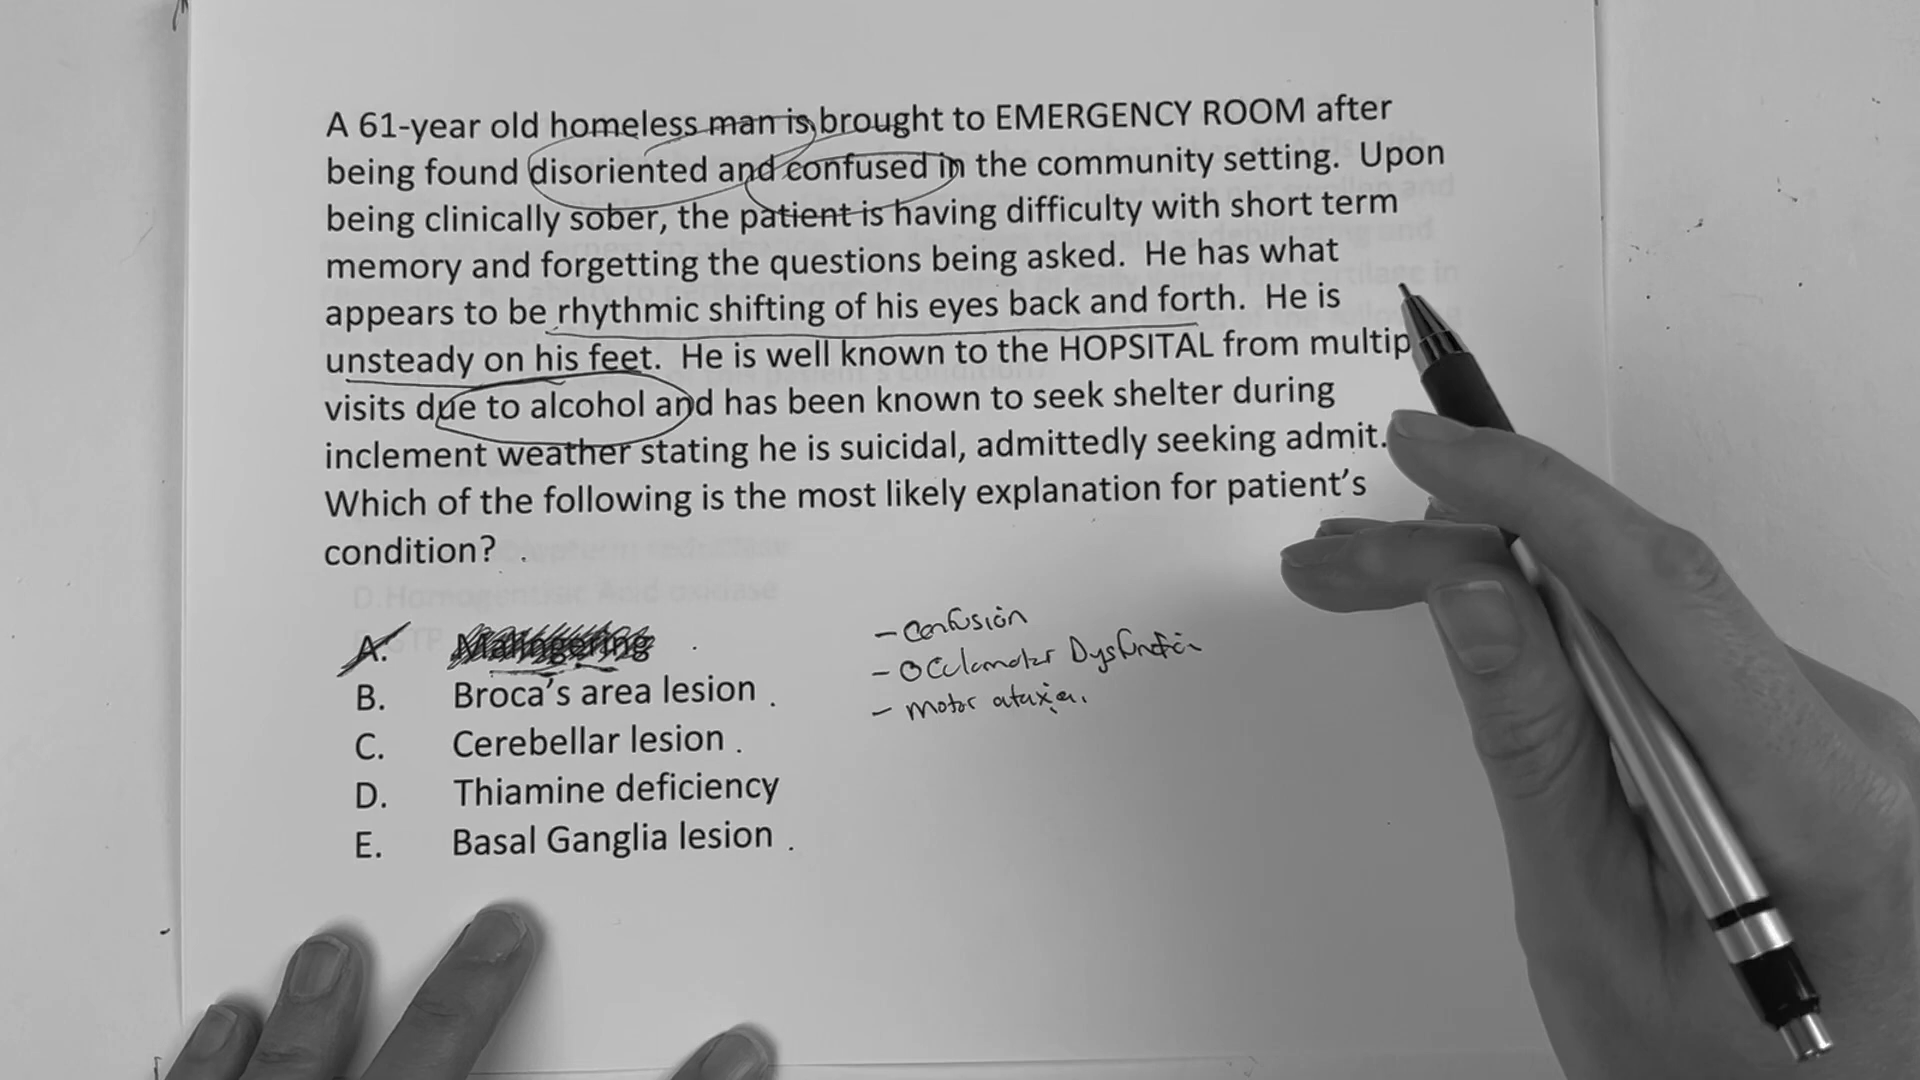 A 61-year old homeless man is brought to EMERGENCY ROOM after
being found disoriented and confused in the community setting. Upon
being clinically sober, the patient is having difficulty with short term
memory and forgetting the questions being asked. He has what
appears to be rhythmic shifting of his eyes back and forth. He is
unsteady on his feet. He is well known to the HOPSITAL from multip
visits due to alcohol and has been known to seek shelter during
inclement weather stating he is suicidal, admittedly seeking admit.
Which of the following is the most likely explanation for patient's
condition?
D. Homogentisic Acid oxidase
A. Malingering
B. Broca's area lesion
C. Cerebellar lesion
D. Thiamine deficiency
E. Basal Ganglia lesion
- confusion
- Occulomotor Dysfunction
- motor ataxia.